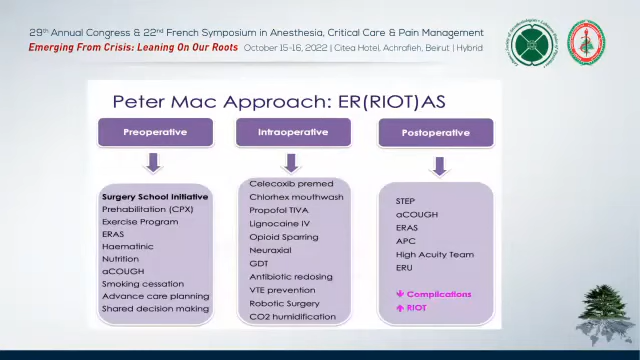 29th Annual Congress & 22nd French Symposium in Anesthesia, Critical Care & Pain Management
Emerging From Crisis: Leaning On Our Roots October 15-16, 2022 | Citea Hotel, Achrafieh, Beirut | Hybrid
Peter Mac Approach: ER(RIOT)AS
Preoperative
Surgery School Initiative
Prehabilitation (CPX)
Exercise Program
ERAS
Haematinic
Nutrition
aCOUGH
Smoking cessation
Advance care planning
Shared decision making
Intraoperative
Celecoxib premed
Chlorhex mouthwash
Propofol TIVA
Lignocaine IV
Opioid Sparring
Neuraxial
GDT
Antibiotic redosing
VTE prevention
Robotic Surgery
CO2 humidification
Postoperative
STEP
aCOUGH
ERAS
APC
High Acuity Team
ERU
Complications
RIOT